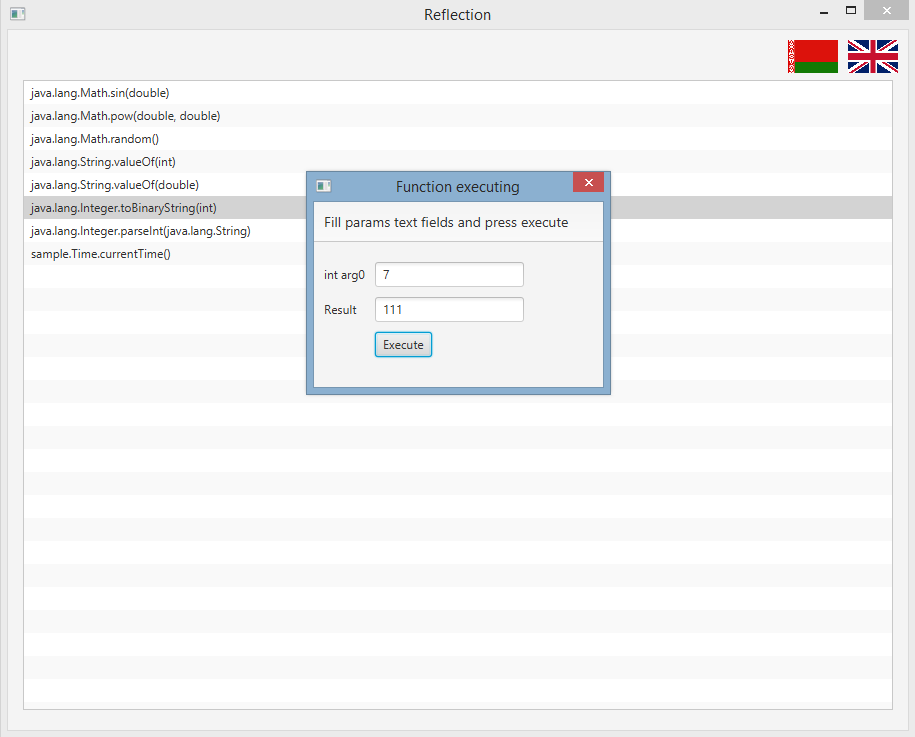 Reflection
java.lang.Math.sin(double)
java.lang.Math.pow(double, double)
java.lang.Math.random()
java.lang.String.valueOf(int)
java.lang.String.valueOf(double)
java.lang.Integer.toBinaryString(int)
java.lang.Integer.parseInt(java.lang.String)
sample.Time.currentTime()
Function executing
Fill params text fields and press execute
int arg0 7
Result 111
Execute